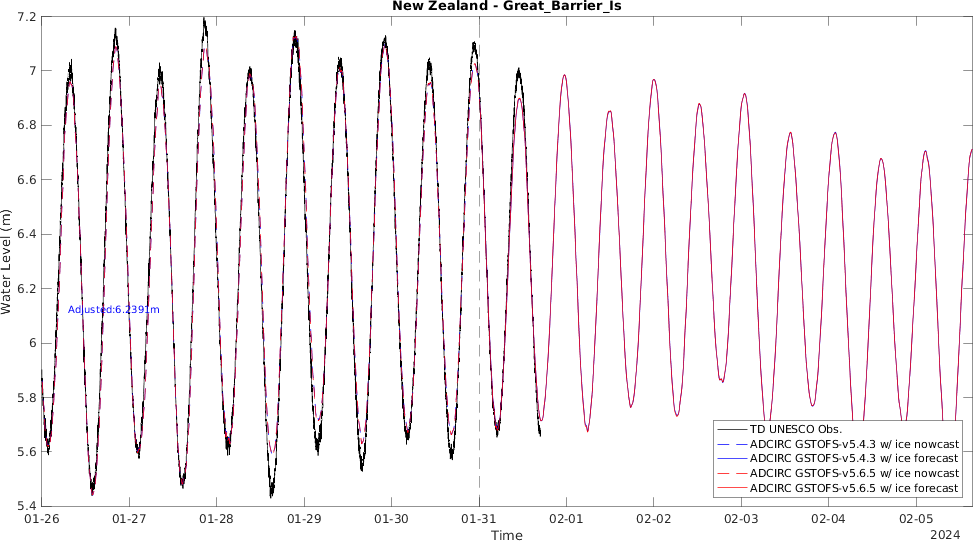 New Zealand - Great_Barrier_Is
7.2
7
6.8
6.6
6.4
6.2
6
5.8
5.6
5.4
Water Level (m)
Adjusted:6.2391m
TD UNESCO Obs.
ADCIRC GSTOFS-v5.4.3 w/ ice nowcast
ADCIRC GSTOFS-v5.4.3 w/ ice forecast
ADCIRC GSTOFS-v5.6.5 w/ ice nowcast
ADCIRC GSTOFS-v5.6.5 w/ ice forecast
01-26 01-27 01-28 01-29 01-30 01-31 02-01 02-02 02-03 02-04 02-05
Time
2024